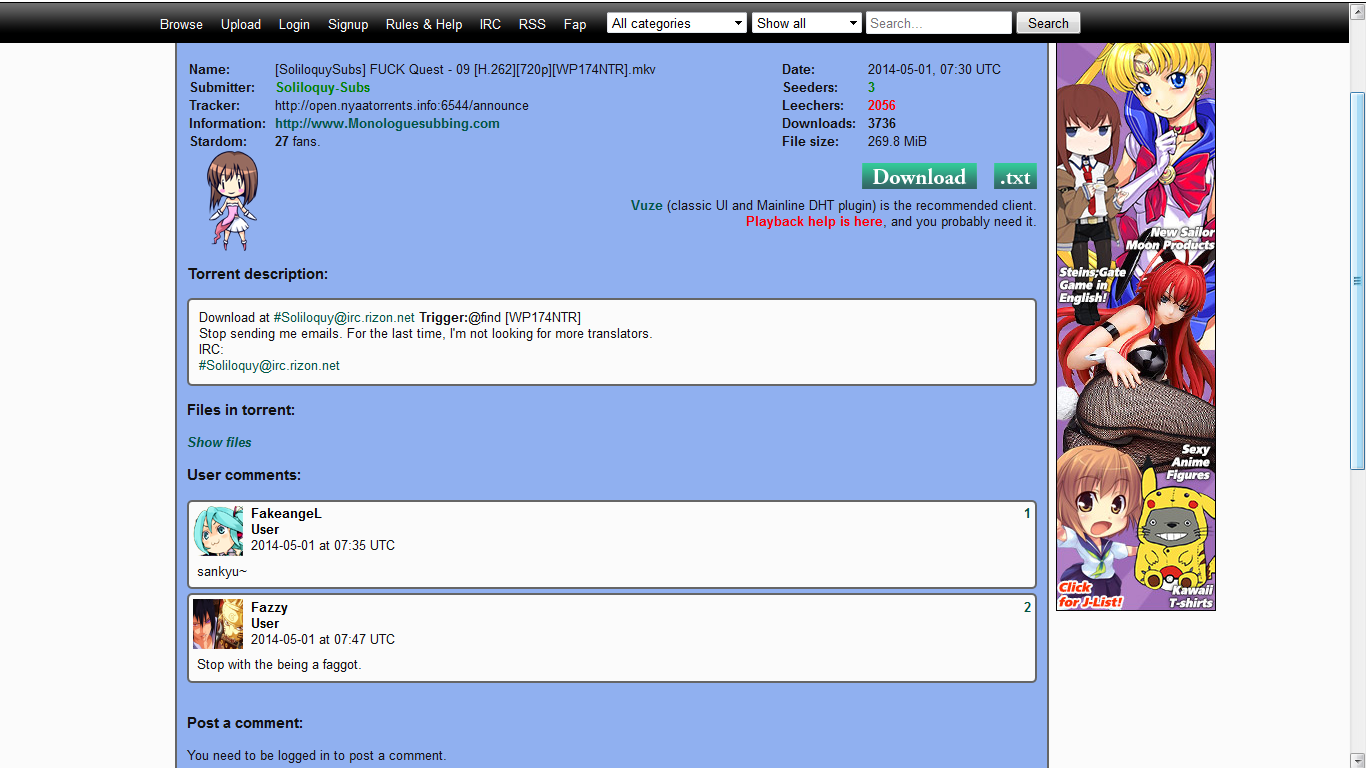 Browse Upload Login Signup Rules & Help IRC RSS Fap All categories Show all Search... Search
Name: [SoliloquySubs] FUCK Quest - 09 [H.262][720p][WP174NTR].mkv Date: 2014-05-01, 07:30 UTC
Submitter: Soliloquy-Subs Seeders: 3
Tracker: http://open.nyaatorrents.info:6544/announce Leechers: 2056
Information: http://www.Monologuesubbing.com Downloads: 3736
Stardom: 27 fans. File size: 269.8 MiB
Download .txt
Vuze (classic UI and Mainline DHT plugin) is the recommended client.
Playback help is here, and you probably need it.
Torrent description:
Download at #Soliloquy@irc.rizon.net Trigger:@find [WP174NTR]
Stop sending me emails. For the last time, I'm not looking for more translators.
IRC:
#Soliloquy@irc.rizon.net
Files in torrent:
Show files
User comments:
FakeangeL 1
User
2014-05-01 at 07:35 UTC
sankyu~
Fazzy 2
User
2014-05-01 at 07:47 UTC
Stop with the being a faggot.
Post a comment:
You need to be logged in to post a comment.
New Sailor
Moon Products
Steins;Gate
Game in
English!
Sexy
Anime
Figures
Click
for J-List!
Kawaii
T-shirts